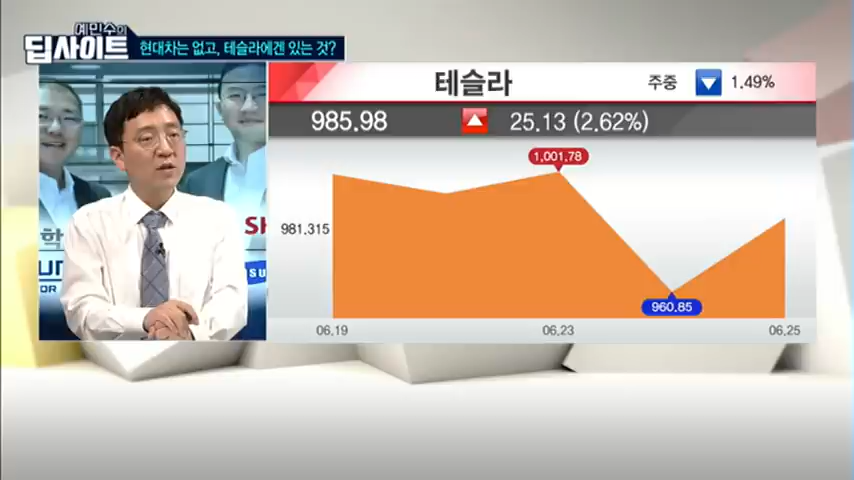 예민수의
딥사이트
현대차는 없고, 테슬라에겐 있는 것?
테슬라
주중 1.49%
985.98 25.13 (2.62%)
1,001.78
981.315
960.85
06.19 06.23 06.25
학
SK